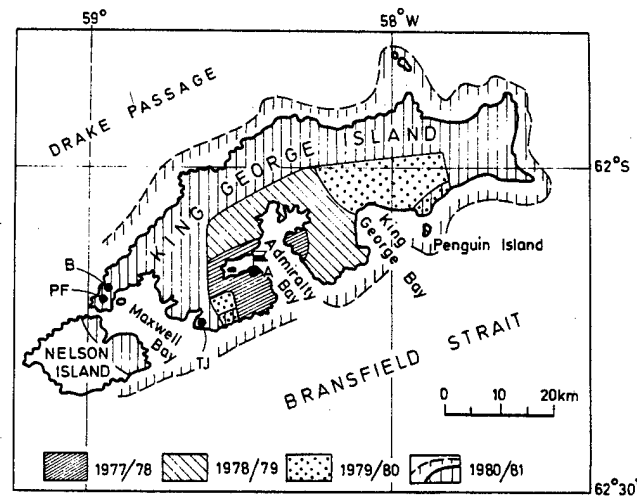 59°
58°W
DRAKE PASSAGE
KING GEORGE ISLAND
62°S
King George Bay
Penguin Island
Admiralty Bay
A
B
PF
Maxwell Bay
TJ
NELSON ISLAND
BRANSFIELD STRAIT
0 10 20km
1977/78 1978/79 1979/80 1980/81
62°30